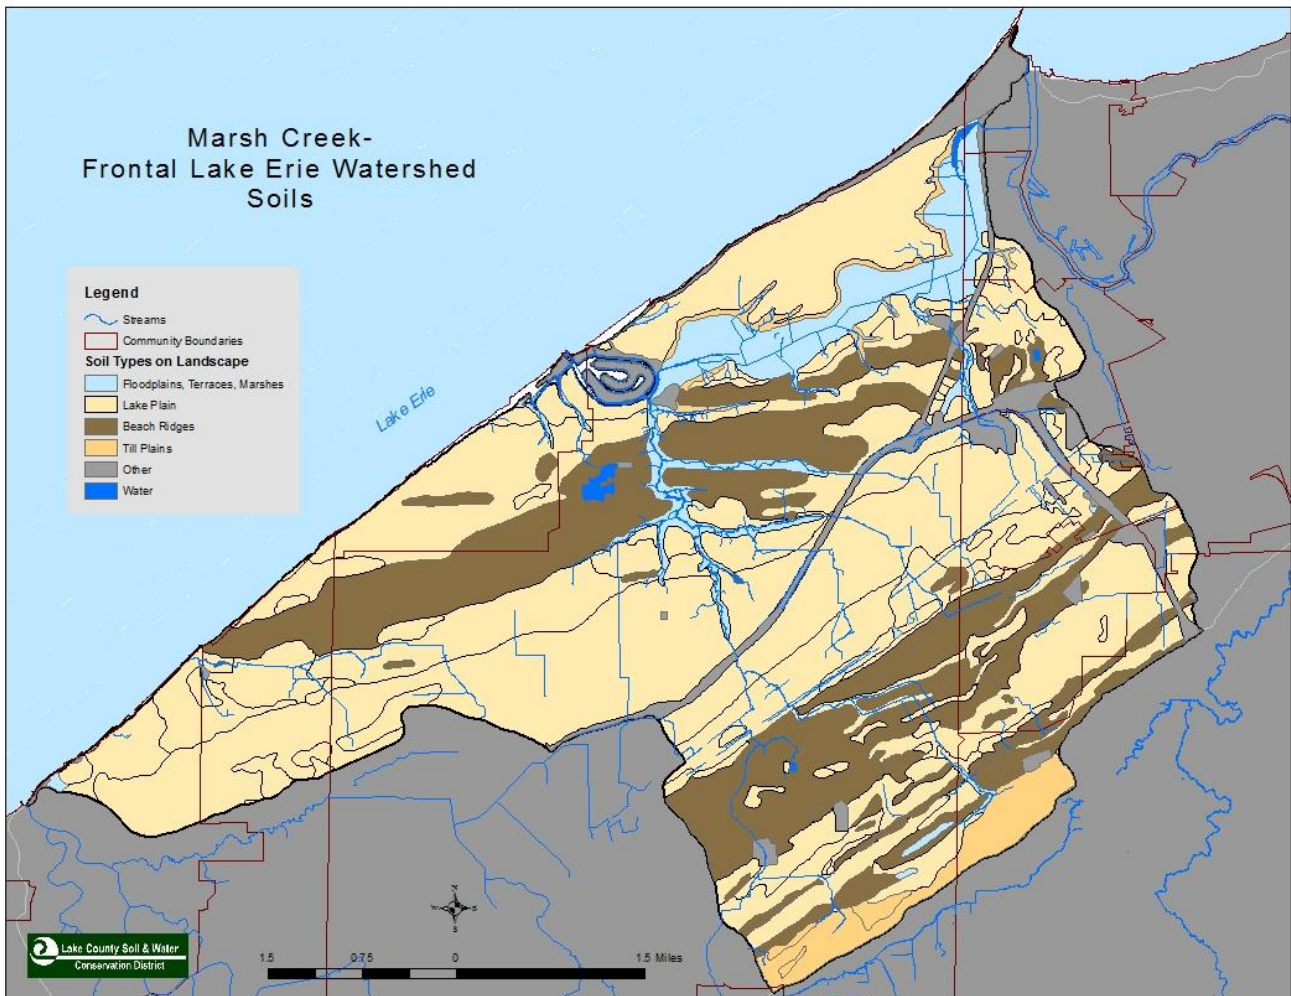 Marsh Creek-
Frontal Lake Erie Watershed
Soils
Legend
Streams
Community Boundaries
Soil Types on Landscape
Floodplains, Terraces, Marshes
Lake Plain
Beach Ridges
Till Plains
Other
Water
Lake Erie
N
W E
S
Lake County Soil & Water
Conservation District
1.5 0.75 0 1.5 Miles